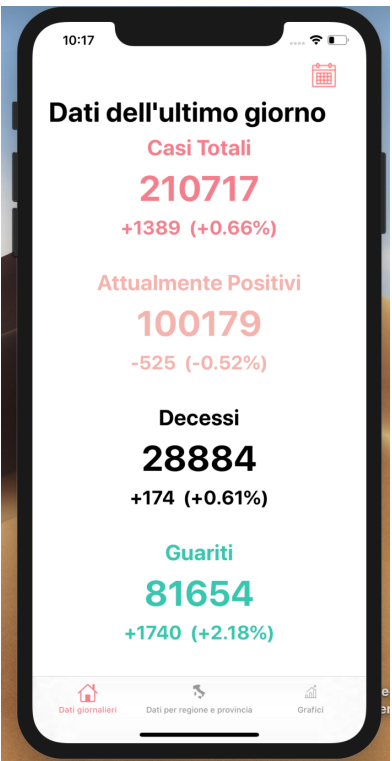 10:17
Dati dell'ultimo giorno
Casi Totali
210717
+1389 (+0.66%)
Attualmente Positivi
100179
-525 (-0.52%)
Decessi
28884
+174 (+0.61%)
Guariti
81654
+1740 (+2.18%)
Dati giornalieri
Dati per regione e provincia
Grafici